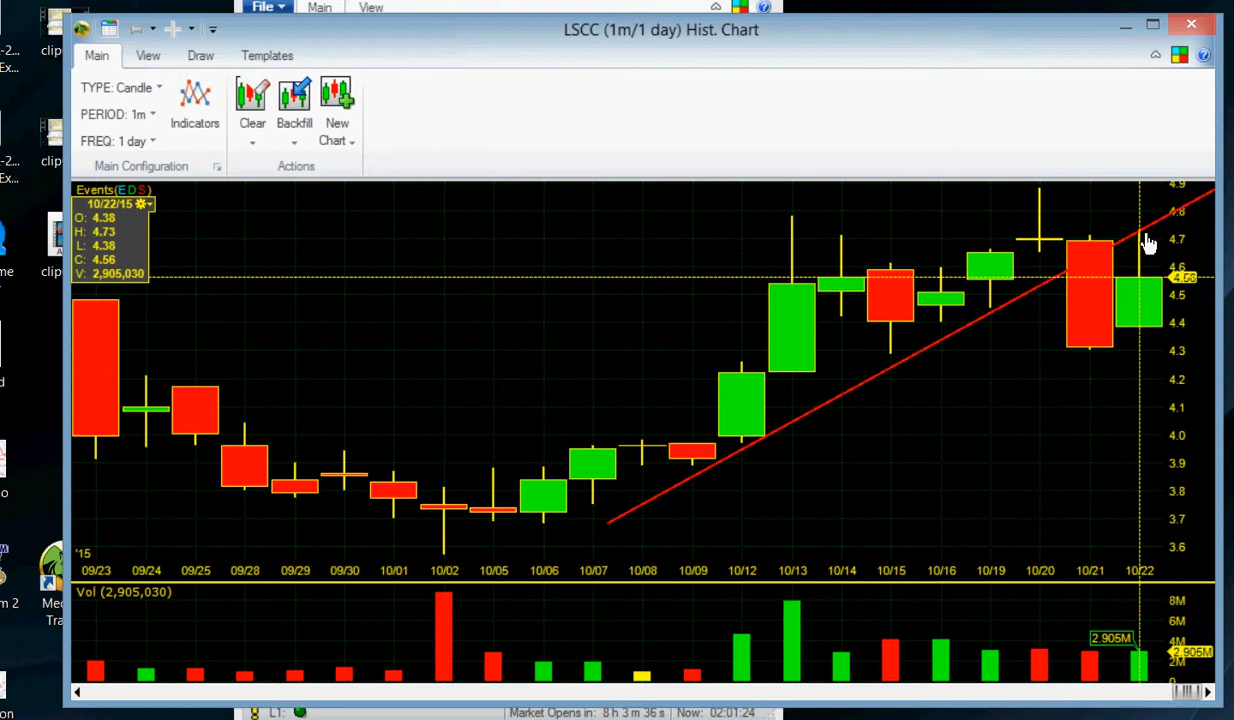 File
Main
View
LSCC (1m/1 day) Hist. Chart
Main
View
Draw
Templates
TYPE: Candle
PERIOD: 1m
FREQ: 1 day
Indicators
Clear
Backfill
New
Chart
Main Configuration
Actions
Events(EDS)
10/22/15
O: 4.38
H: 4.73
L: 4.38
C: 4.56
V: 2,905,030
4.9
4.8
4.7
4.6
4.5
4.4
4.3
4.2
4.1
4.0
3.9
3.8
3.7
3.6
'15
09/23 09/24 09/25 09/28 09/29 09/30 10/01 10/02 10/05 10/06 10/07 10/08 10/09 10/12 10/13 10/14 10/15 10/16 10/19 10/20 10/21 10/22
Vol (2,905,030)
8M
6M
4M
2.905M
2.905M
2M
0
L1:
Market Opens in: 8 h 3 m 36 s
Now: 02:01:24
clip
clip
clip